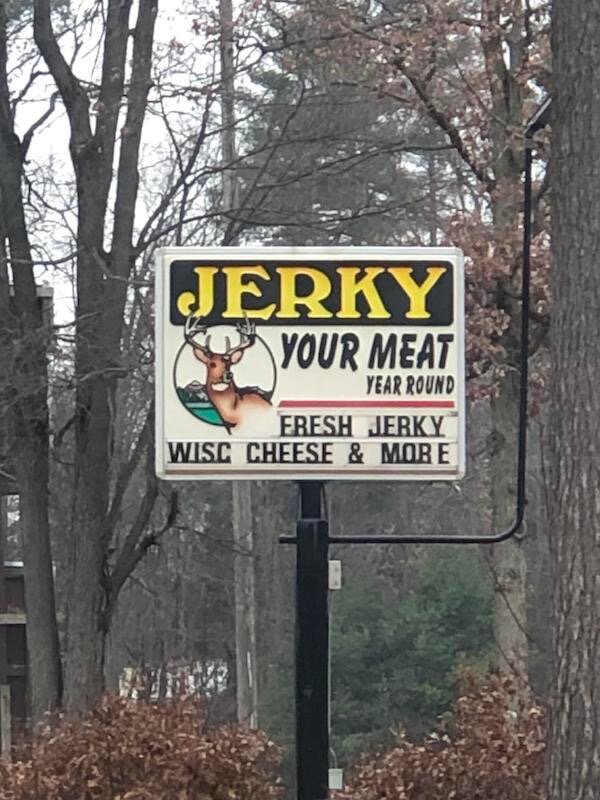 JERKY
YOUR MEAT
YEAR ROUND
FRESH JERKY
WISC CHEESE & MORE